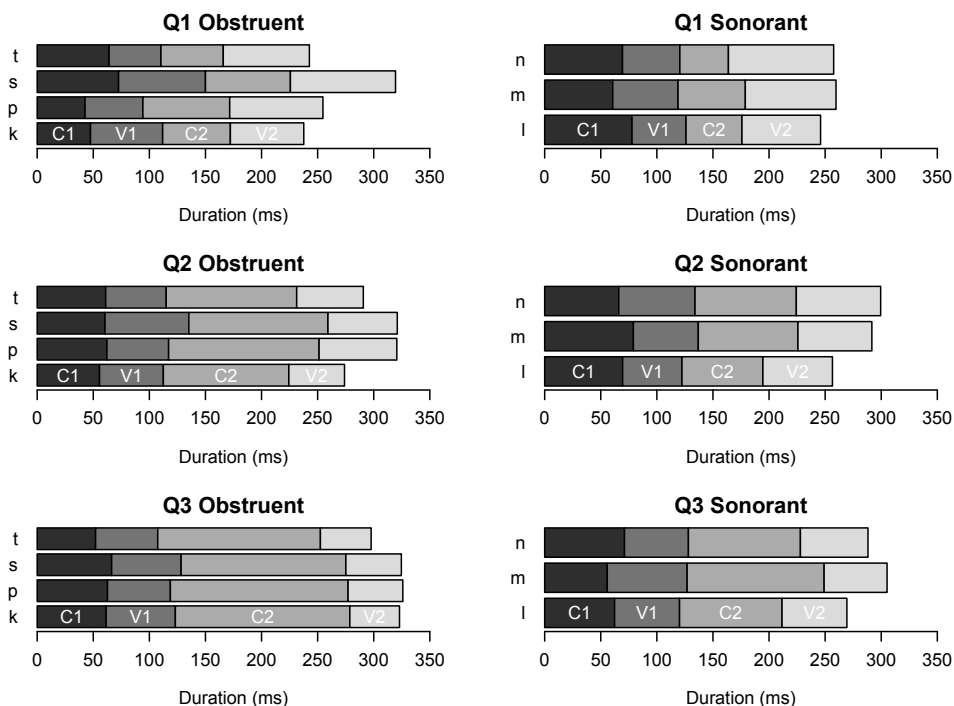 Q1 Obstruent
t
s
p
k C1 V1 C2 V2
0 50 100 150 200 250 300 350
Duration (ms)
Q1 Sonorant
n
m
l C1 V1 C2 V2
0 50 100 150 200 250 300 350
Duration (ms)
Q2 Obstruent
t
s
p
k C1 V1 C2 V2
0 50 100 150 200 250 300 350
Duration (ms)
Q2 Sonorant
n
m
l C1 V1 C2 V2
0 50 100 150 200 250 300 350
Duration (ms)
Q3 Obstruent
t
s
p
k C1 V1 C2 V2
0 50 100 150 200 250 300 350
Duration (ms)
Q3 Sonorant
n
m
l C1 V1 C2 V2
0 50 100 150 200 250 300 350
Duration (ms)